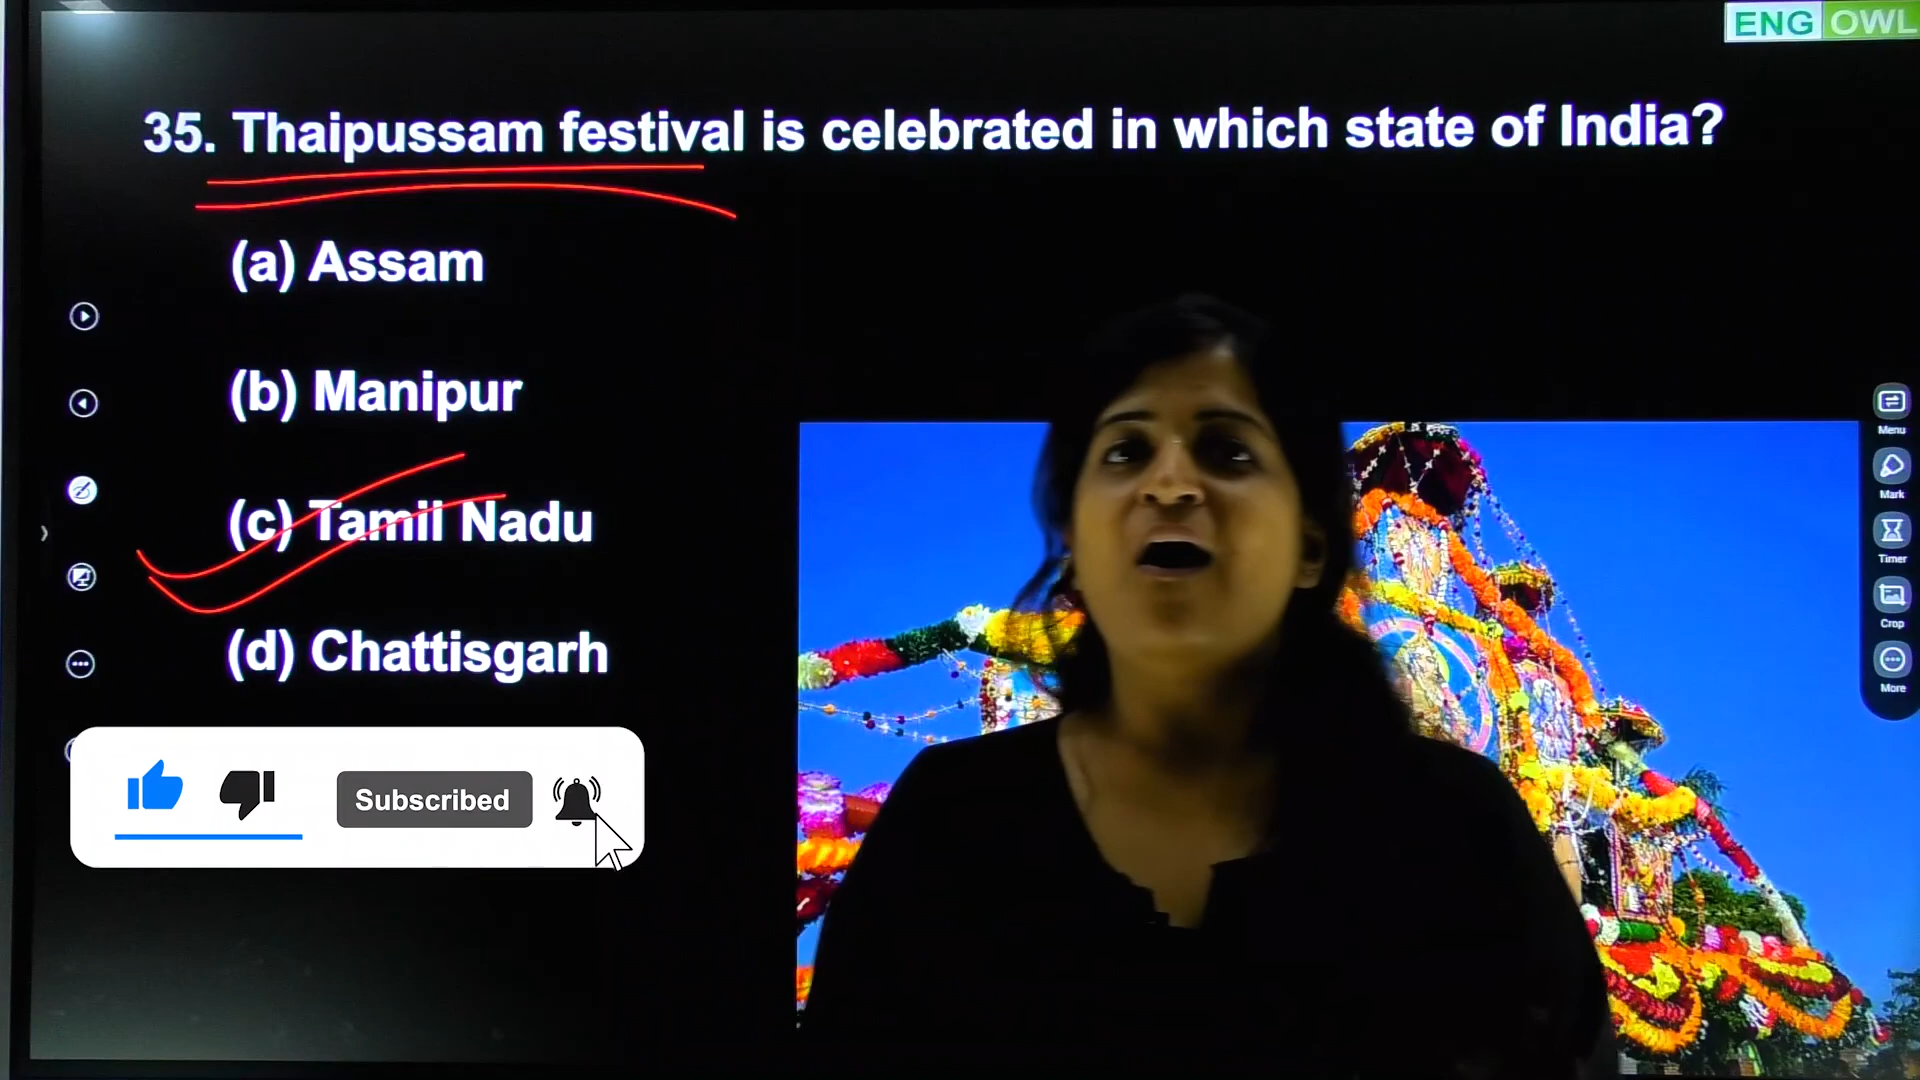 ENG OWL
35. Thaipussam festival is celebrated in which state of India?
(a) Assam
(b) Manipur
(c) Tamil Nadu
(d) Chattisgarh
Menu
Mark
Timer
Crop
More
Subscribed